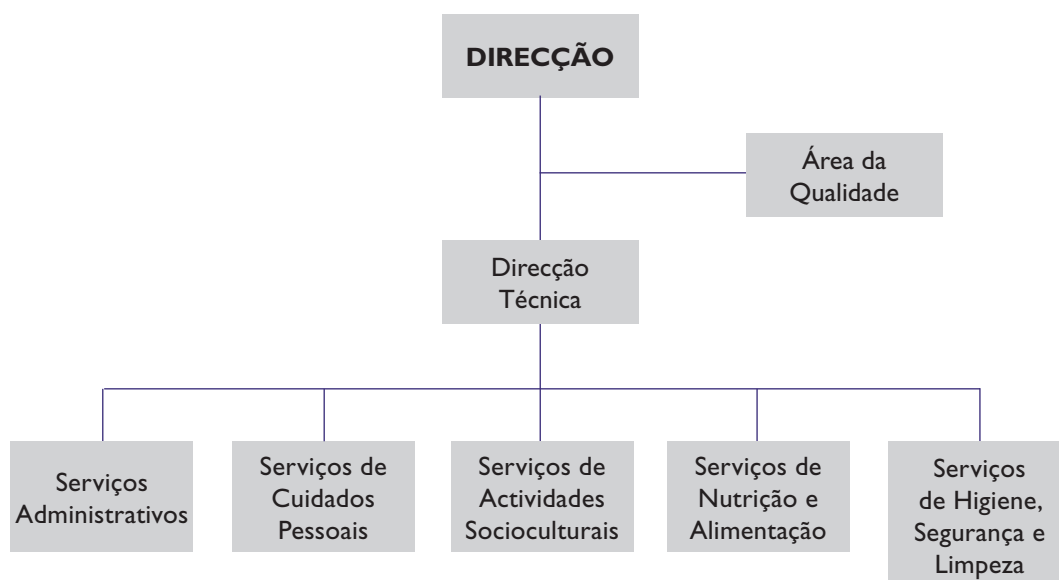 DIRECÇÃO
Área da
Qualidade
Direcção
Técnica
Serviços
Administrativos
Serviços de
Cuidados
Pessoais
Serviços de
Actividades
Socioculturais
Serviços de
Nutrição e
Alimentação
Serviços
de Higiene,
Segurança e
Limpeza